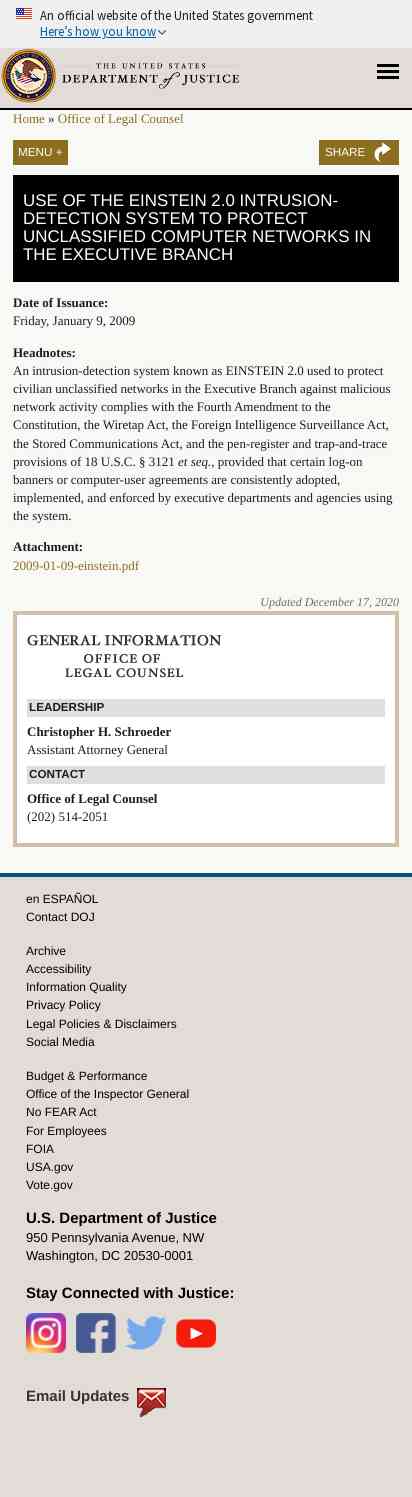 An official website of the United States government
Here's how you know
THE UNITED STATES
DEPARTMENT of JUSTICE
Home » Office of Legal Counsel
MENU +
SHARE
USE OF THE EINSTEIN 2.0 INTRUSION-
DETECTION SYSTEM TO PROTECT
UNCLASSIFIED COMPUTER NETWORKS IN
THE EXECUTIVE BRANCH
Date of Issuance:
Friday, January 9, 2009
Headnotes:
An intrusion-detection system known as EINSTEIN 2.0 used to protect
civilian unclassified networks in the Executive Branch against malicious
network activity complies with the Fourth Amendment to the
Constitution, the Wiretap Act, the Foreign Intelligence Surveillance Act,
the Stored Communications Act, and the pen-register and trap-and-trace
provisions of 18 U.S.C. § 3121 et seq., provided that certain log-on
banners or computer-user agreements are consistently adopted,
implemented, and enforced by executive departments and agencies using
the system.
Attachment:
2009-01-09-einstein.pdf
Updated December 17, 2020
GENERAL INFORMATION
OFFICE OF
LEGAL COUNSEL
LEADERSHIP
Christopher H. Schroeder
Assistant Attorney General
CONTACT
Office of Legal Counsel
(202) 514-2051
en ESPAÑOL
Contact DOJ
Archive
Accessibility
Information Quality
Privacy Policy
Legal Policies & Disclaimers
Social Media
Budget & Performance
Office of the Inspector General
No FEAR Act
For Employees
FOIA
USA.gov
Vote.gov
U.S. Department of Justice
950 Pennsylvania Avenue, NW
Washington, DC 20530-0001
Stay Connected with Justice:
Email Updates